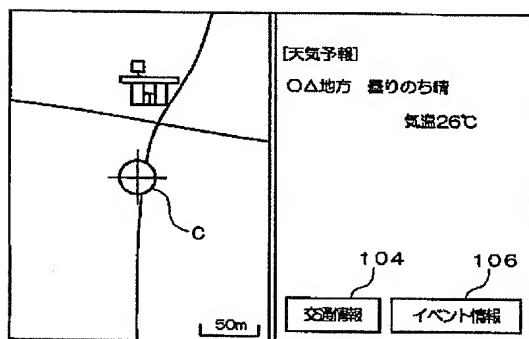 C
50m
[天気予報]
○△地方 曇りのち晴
気温26℃
104 106
交通情報 イベント情報